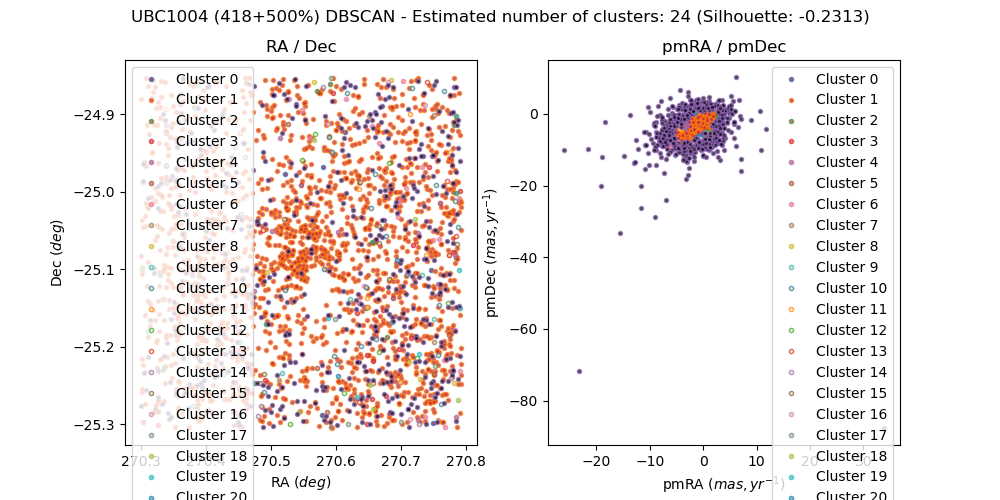 UBC1004 (418+500%) DBSCAN - Estimated number of clusters: 24 (Silhouette: -0.2313)
RA / Dec
Dec (deg)
−24.9
−25.0
−25.1
−25.2
−25.3
Cluster 0
Cluster 1
Cluster 2
Cluster 3
Cluster 4
Cluster 5
Cluster 6
Cluster 7
Cluster 8
Cluster 9
Cluster 10
Cluster 11
Cluster 12
Cluster 13
Cluster 14
Cluster 15
Cluster 16
Cluster 17
Cluster 18
Cluster 19
Cluster 20
270.3 270.4 270.5 270.6 270.7 270.8
RA (deg)
pmRA / pmDec
pmDec (mas, yr⁻¹)
0
−20
−40
−60
−80
Cluster 0
Cluster 1
Cluster 2
Cluster 3
Cluster 4
Cluster 5
Cluster 6
Cluster 7
Cluster 8
Cluster 9
Cluster 10
Cluster 11
Cluster 12
Cluster 13
Cluster 14
Cluster 15
Cluster 16
Cluster 17
Cluster 18
Cluster 19
Cluster 20
−20 −10 0 10 20 30
pmRA (mas, yr⁻¹)